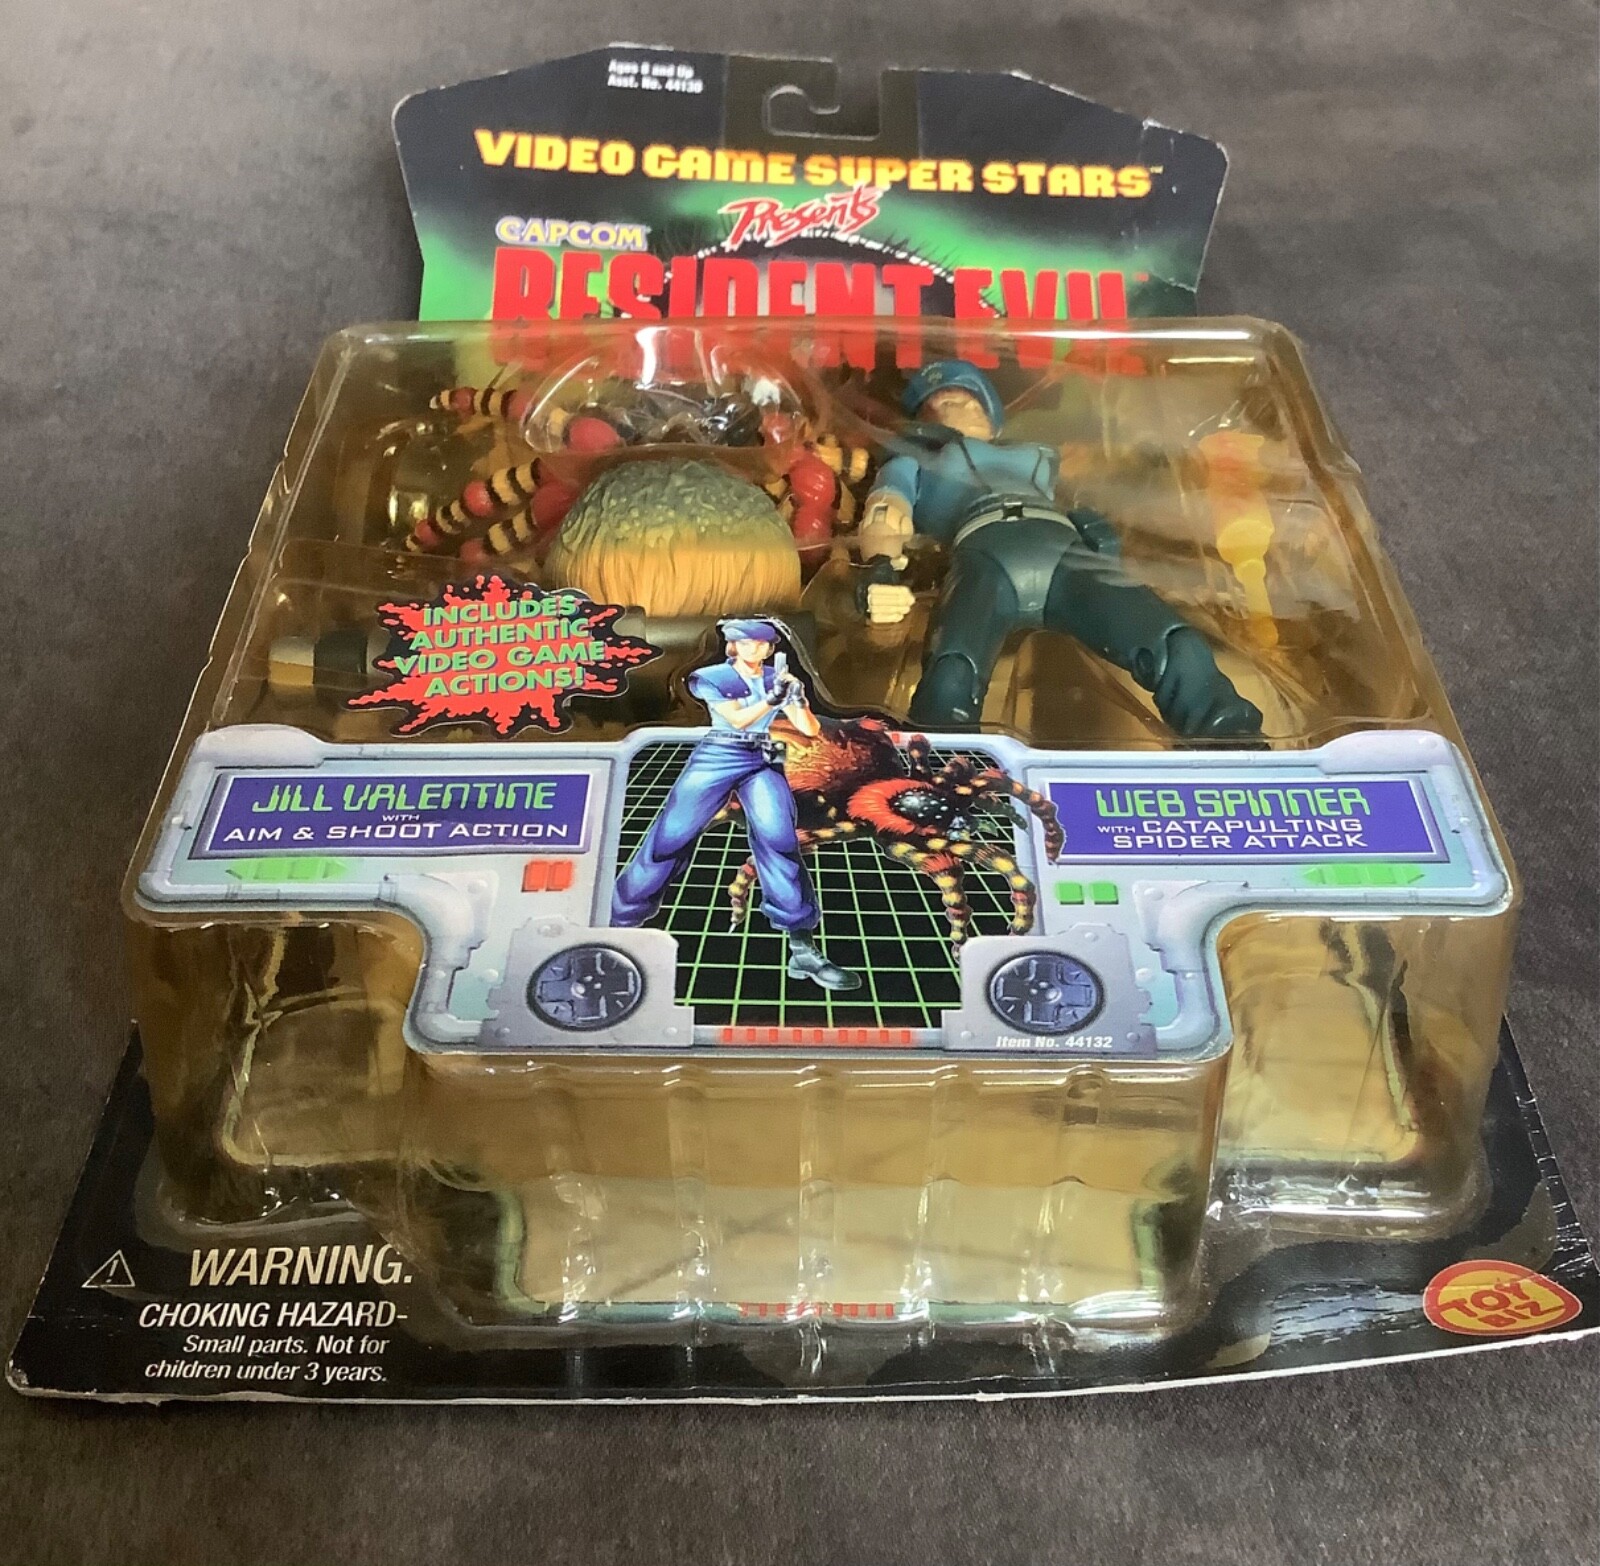 Ages 8 and Up
Asst. No. 44130
VIDEO GAME SUPER STARS™
Presents
CAPCOM
RESIDENT EVIL™
INCLUDES
AUTHENTIC
VIDEO GAME
ACTIONS!
JILL VALENTINE
WITH
AIM & SHOOT ACTION
WEB SPINNER
WITH CATAPULTING
SPIDER ATTACK
Item No. 44132
WARNING.
CHOKING HAZARD-
Small parts. Not for
children under 3 years.
TOY
BIZ